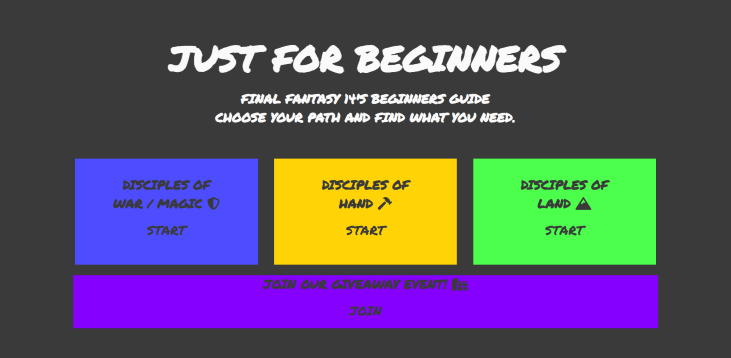 JUST FOR BEGINNERS
FINAL FANTASY 14'S BEGINNERS GUIDE
CHOOSE YOUR PATH AND FIND WHAT YOU NEED.
DISCIPLES OF
WAR / MAGIC
START
DISCIPLES OF
HAND
START
DISCIPLES OF
LAND
START
JOIN OUR GIVEAWAY EVENT!
JOIN